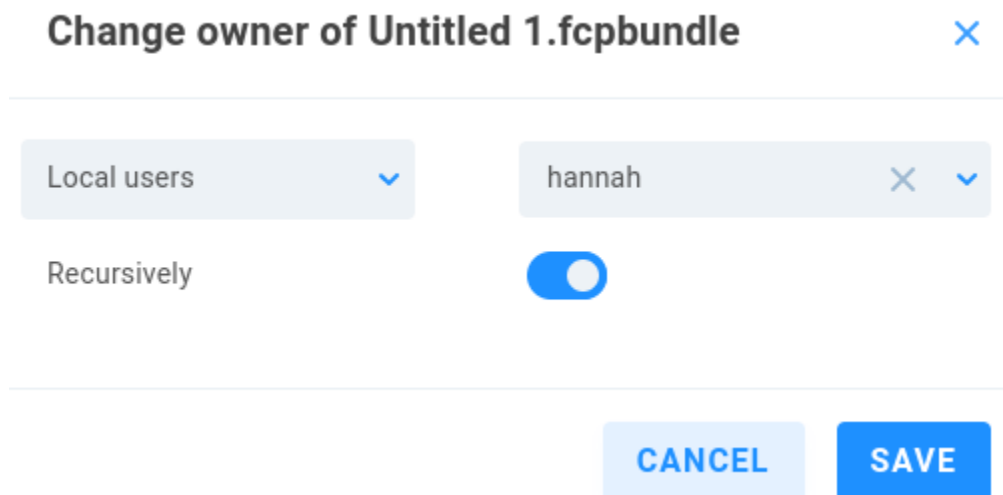 Change owner of Untitled 1.fcpbundle
Local users
hannah
Recursively
CANCEL
SAVE